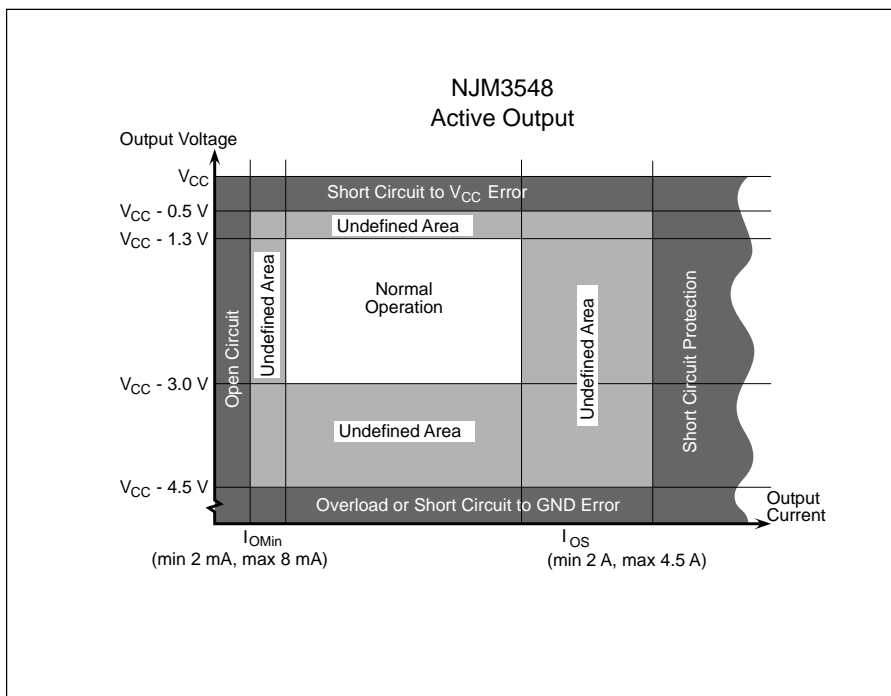 NJM3548
Active Output
Output Voltage
VCC
Short Circuit to VCC Error
VCC - 0.5 V
Undefined Area
VCC - 1.3 V
Open Circuit
Undefined Area
Normal
Operation
Undefined Area
Short Circuit Protection
VCC - 3.0 V
Undefined Area
VCC - 4.5 V
Overload or Short Circuit to GND Error
Output
Current
IOMin
(min 2 mA, max 8 mA)
IOS
(min 2 A, max 4.5 A)